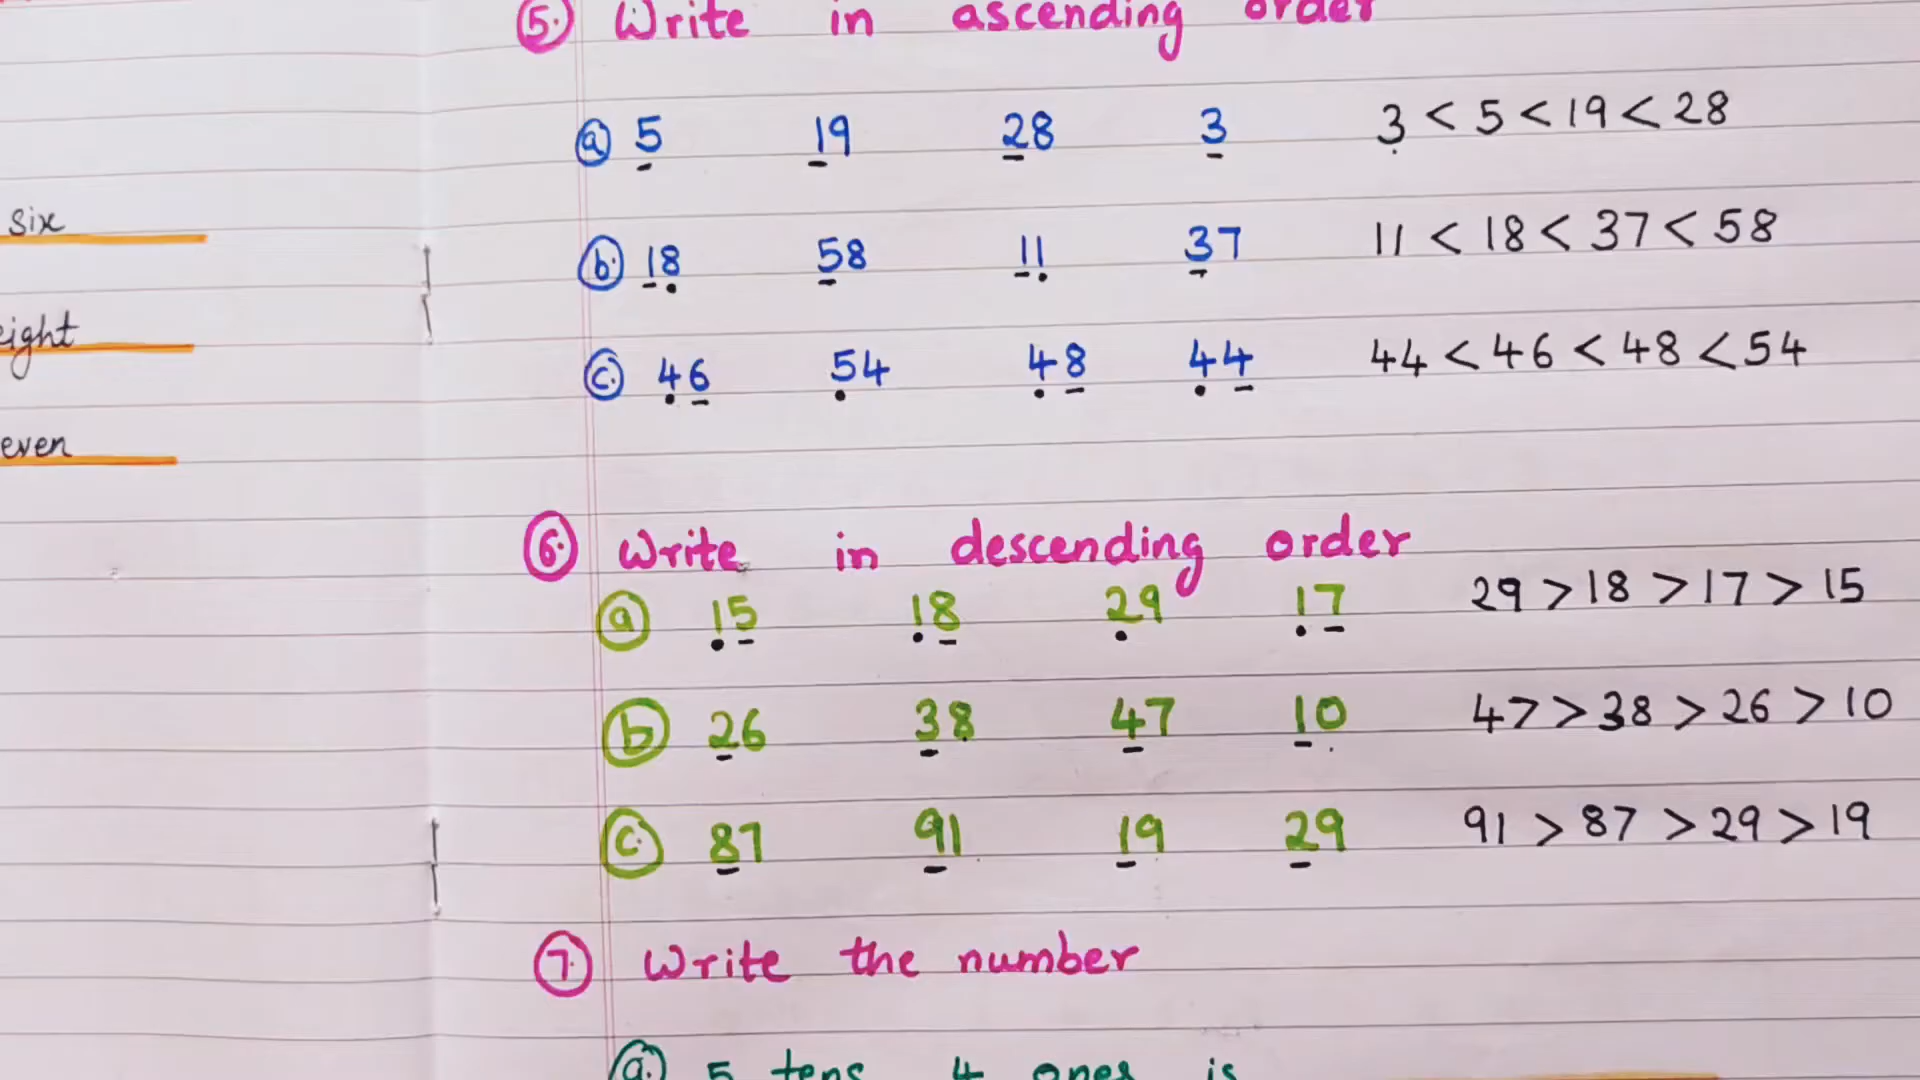 5. Write in ascending order
a 5 19 28 3 3 < 5 < 19 < 28
six
b. 18 58 11 37 11 < 18 < 37 < 58
eight
c. 46 54 48 44 44 < 46 < 48 < 54
even
6. Write in descending order
a 15 18 29 17 29 > 18 > 17 > 15
b 26 38 47 10 47 > 38 > 26 > 10
c. 87 91 19 29 91 > 87 > 29 > 19
7. Write the number
a. 5 tens 4 ones is